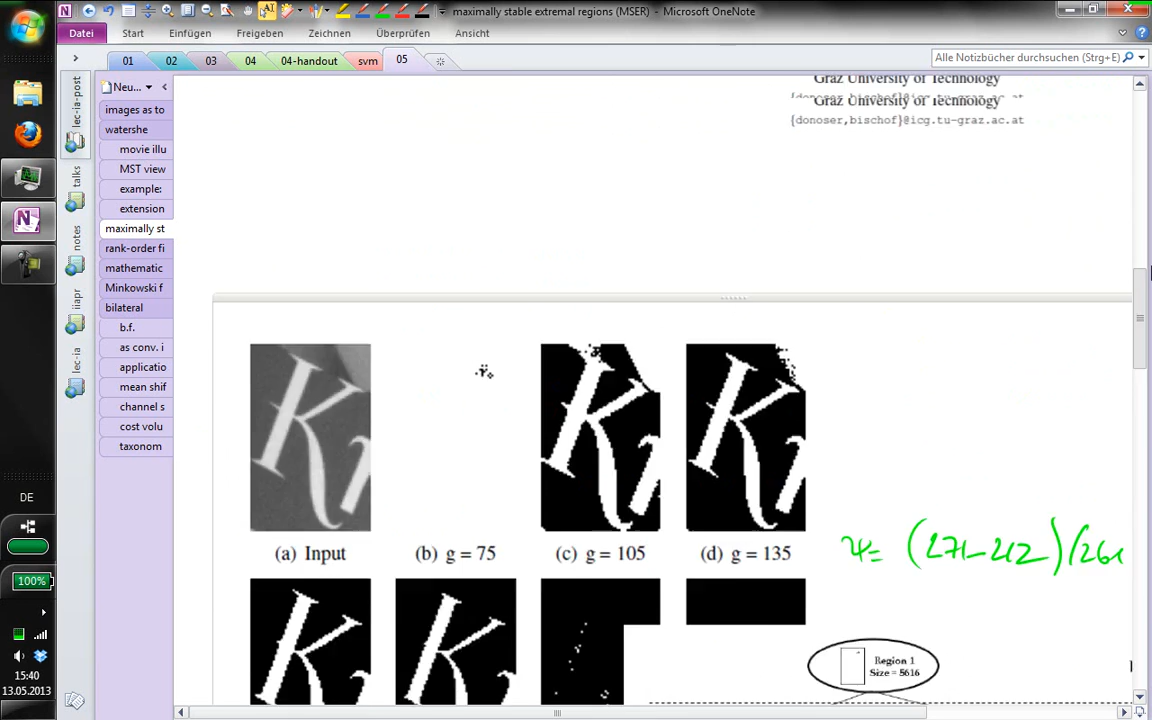 maximally stable extremal regions (MSER) - Microsoft OneNote
Datei Start Einfügen Freigeben Zeichnen Überprüfen Ansicht
01 02 03 04 04-handout svm 05
Alle Notizbücher durchsuchen (Strg+E)
Neu...
lec-ia-post
talks
notes
iiapr
lec-ia
images as to
watershe
movie illu
MST view
example:
extension
maximally st
rank-order fi
mathematic
Minkowski f
bilateral
b.f.
as conv. i
applicatio
mean shif
channel s
cost volu
taxonom
Graz University of Technology
Graz University of Technology
{donoser,bischof}@icg.tu-graz.ac.at
(a) Input (b) g = 75 (c) g = 105 (d) g = 135
Region 1
Size = 5616
DE
100%
15:40
13.05.2013